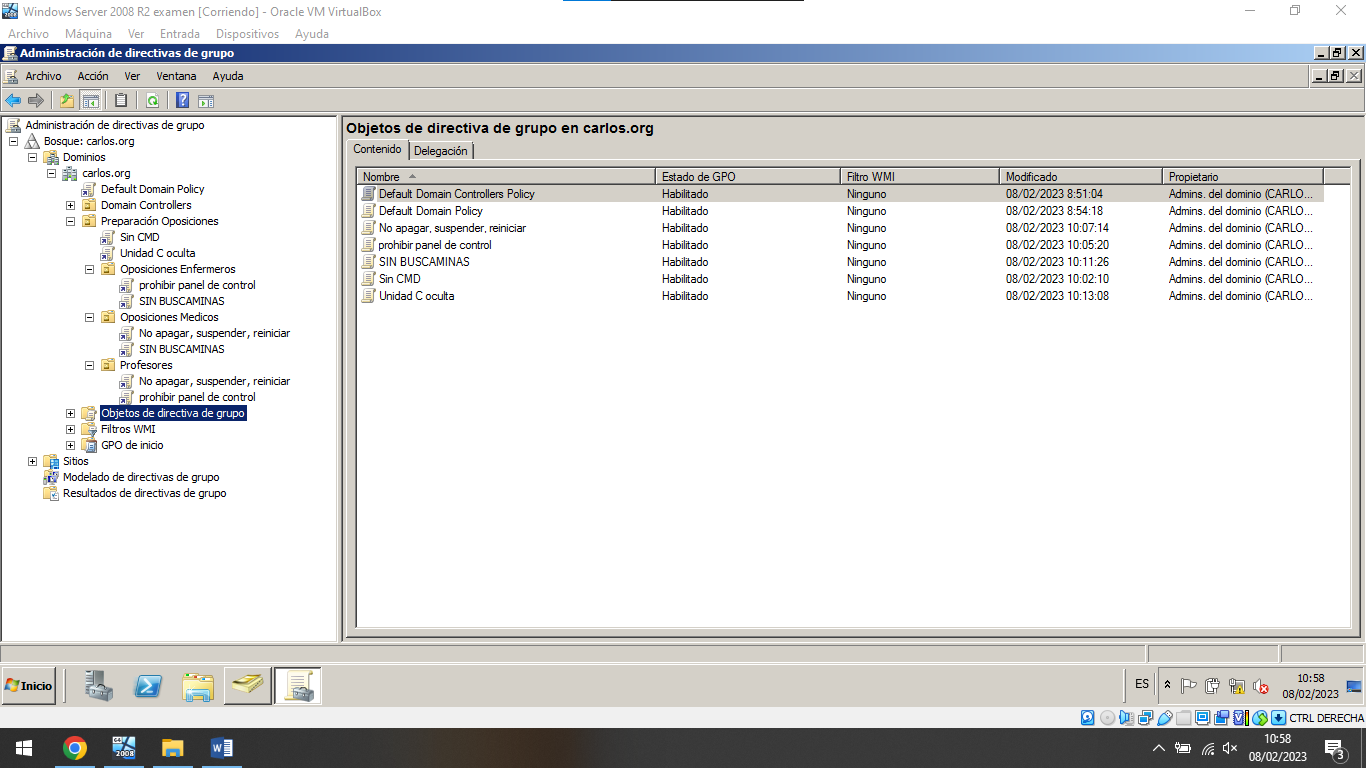 Windows Server 2008 R2 examen [Corriendo] - Oracle VM VirtualBox
Archivo Máquina Ver Entrada Dispositivos Ayuda
Administración de directivas de grupo
Archivo Acción Ver Ventana Ayuda
Administración de directivas de grupo
Bosque: carlos.org
Dominios
carlos.org
Default Domain Policy
Domain Controllers
Preparación Oposiciones
Sin CMD
Unidad C oculta
Oposiciones Enfermeros
prohibir panel de control
SIN BUSCAMINAS
Oposiciones Medicos
No apagar, suspender, reiniciar
SIN BUSCAMINAS
Profesores
No apagar, suspender, reiniciar
prohibir panel de control
Objetos de directiva de grupo
Filtros WMI
GPO de inicio
Sitios
Modelado de directivas de grupo
Resultados de directivas de grupo
Objetos de directiva de grupo en carlos.org
Contenido Delegación
Nombre Estado de GPO Filtro WMI Modificado Propietario
Default Domain Controllers Policy Habilitado Ninguno 08/02/2023 8:51:04 Admins. del dominio (CARLO...
Default Domain Policy Habilitado Ninguno 08/02/2023 8:54:18 Admins. del dominio (CARLO...
No apagar, suspender, reiniciar Habilitado Ninguno 08/02/2023 10:07:14 Admins. del dominio (CARLO...
prohibir panel de control Habilitado Ninguno 08/02/2023 10:05:20 Admins. del dominio (CARLO...
SIN BUSCAMINAS Habilitado Ninguno 08/02/2023 10:11:26 Admins. del dominio (CARLO...
Sin CMD Habilitado Ninguno 08/02/2023 10:02:10 Admins. del dominio (CARLO...
Unidad C oculta Habilitado Ninguno 08/02/2023 10:13:08 Admins. del dominio (CARLO...
Inicio
ES
10:58
08/02/2023
CTRL DERECHA
64
2008
10:58
08/02/2023
3